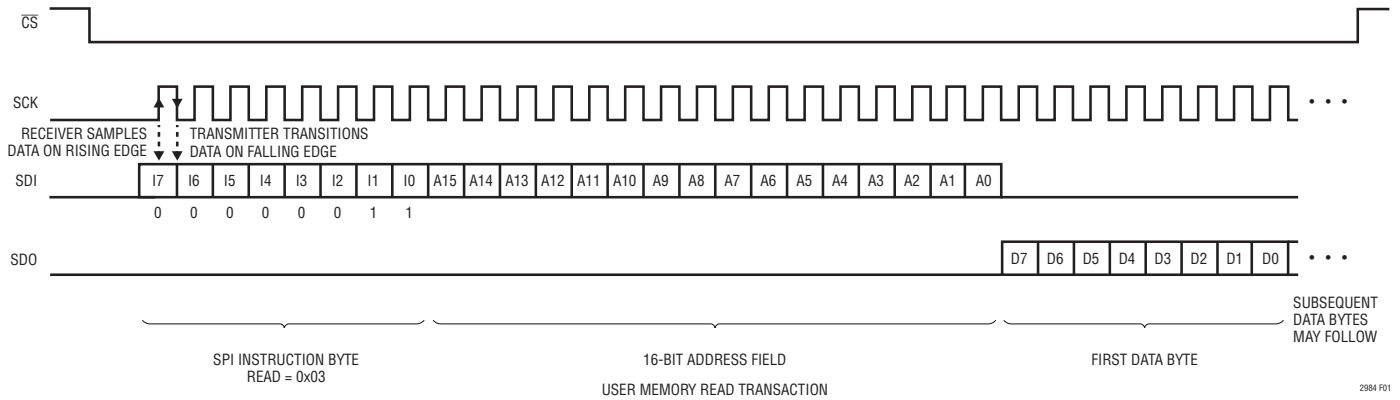 CS
SCK
• • •
RECEIVER SAMPLES
DATA ON RISING EDGE
TRANSMITTER TRANSITIONS
DATA ON FALLING EDGE
SDI I7 I6 I5 I4 I3 I2 I1 I0 A15 A14 A13 A12 A11 A10 A9 A8 A7 A6 A5 A4 A3 A2 A1 A0
0 0 0 0 0 0 1 1
SDO D7 D6 D5 D4 D3 D2 D1 D0 • • •
SUBSEQUENT
DATA BYTES
MAY FOLLOW
SPI INSTRUCTION BYTE
READ = 0x03
16-BIT ADDRESS FIELD
FIRST DATA BYTE
USER MEMORY READ TRANSACTION
2984 F01